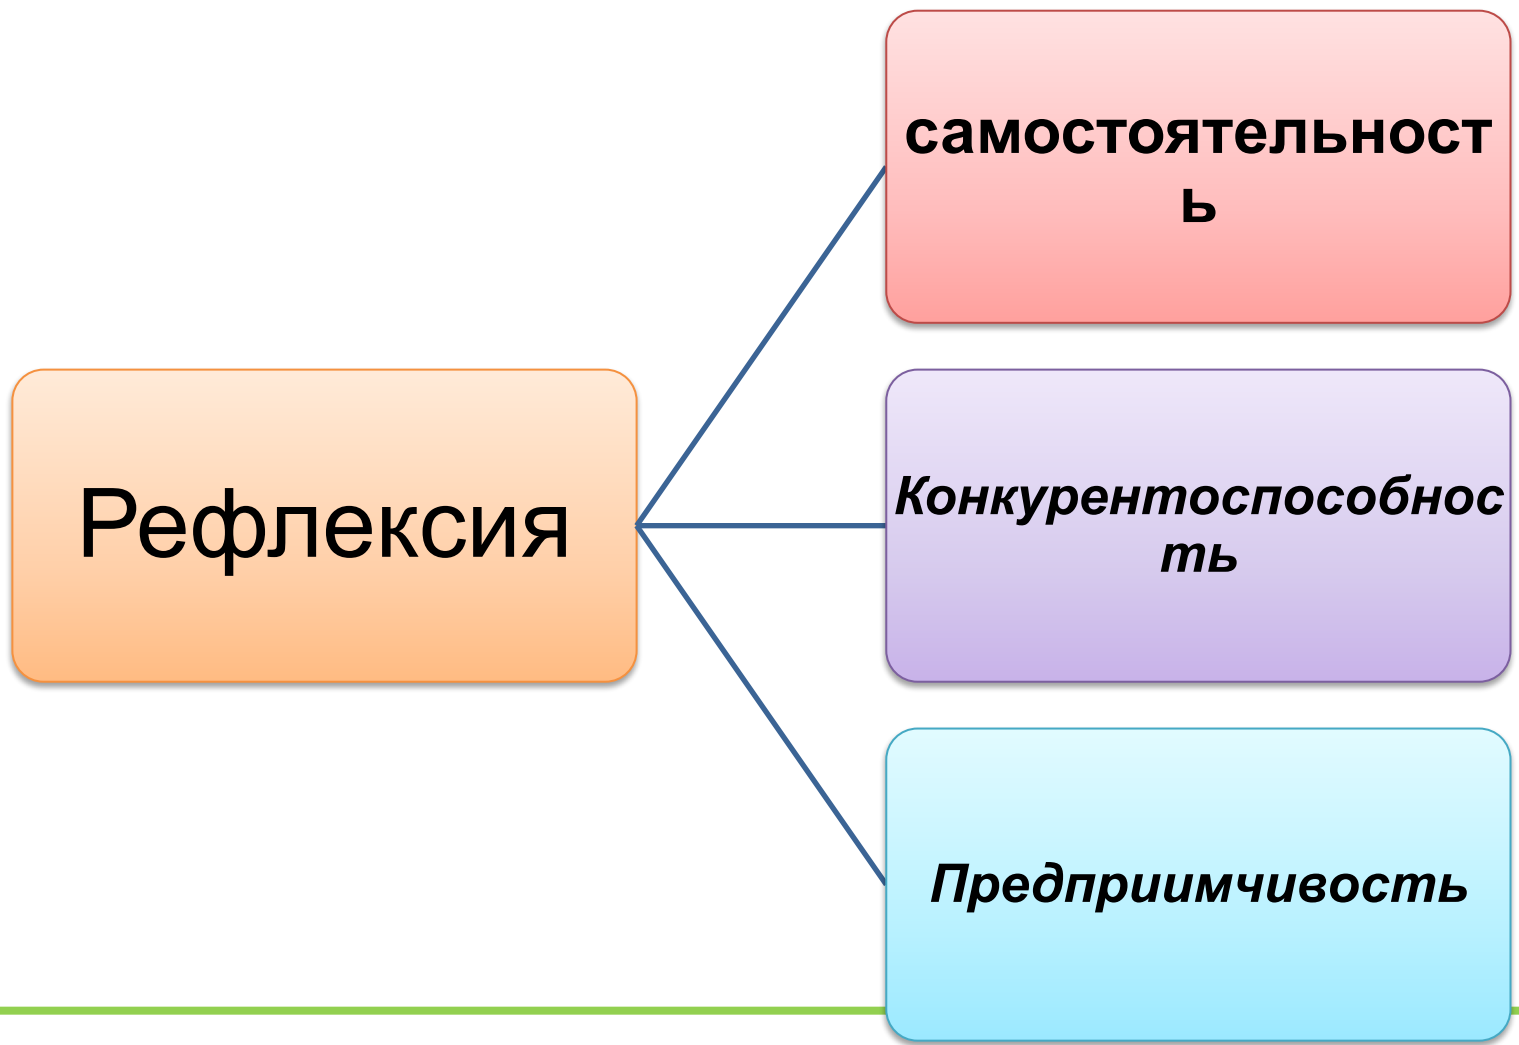 самостоятельност
ь
Рефлексия
Конкурентоспособнос
ть
Предприимчивость